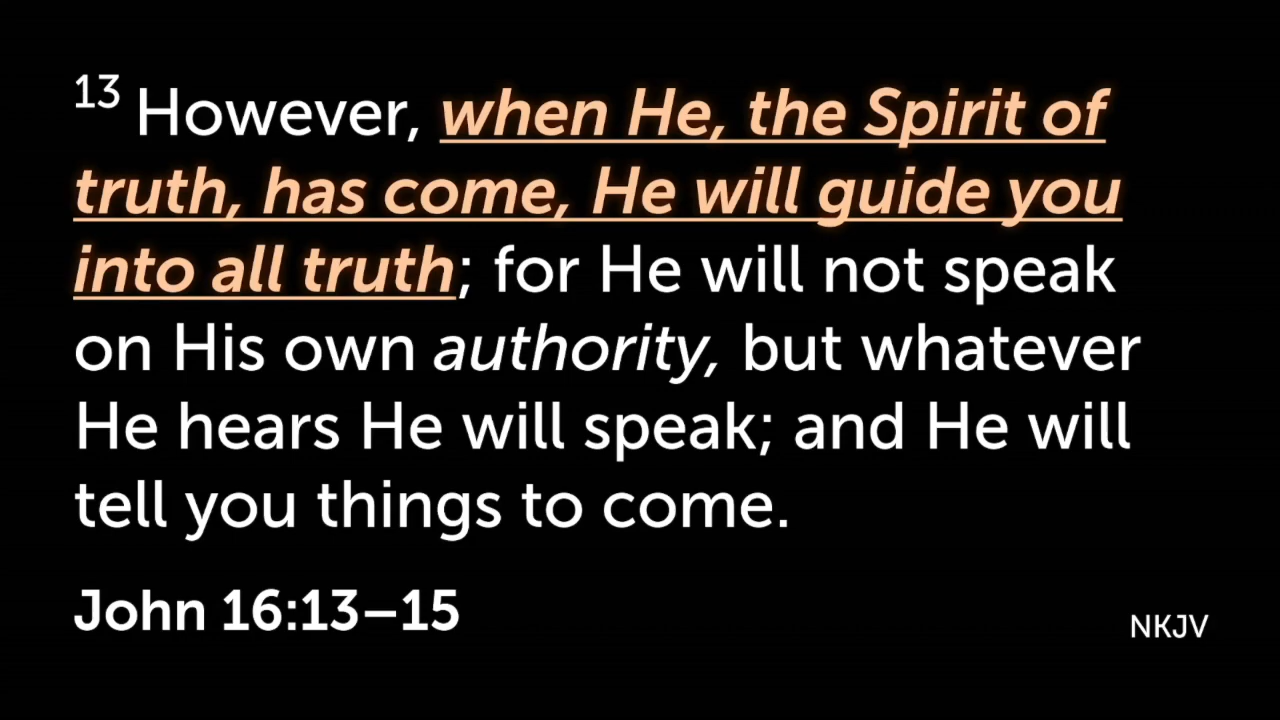 13 However, when He, the Spirit of
truth, has come, He will guide you
into all truth; for He will not speak
on His own authority, but whatever
He hears He will speak; and He will
tell you things to come.
John 16:13–15
NKJV